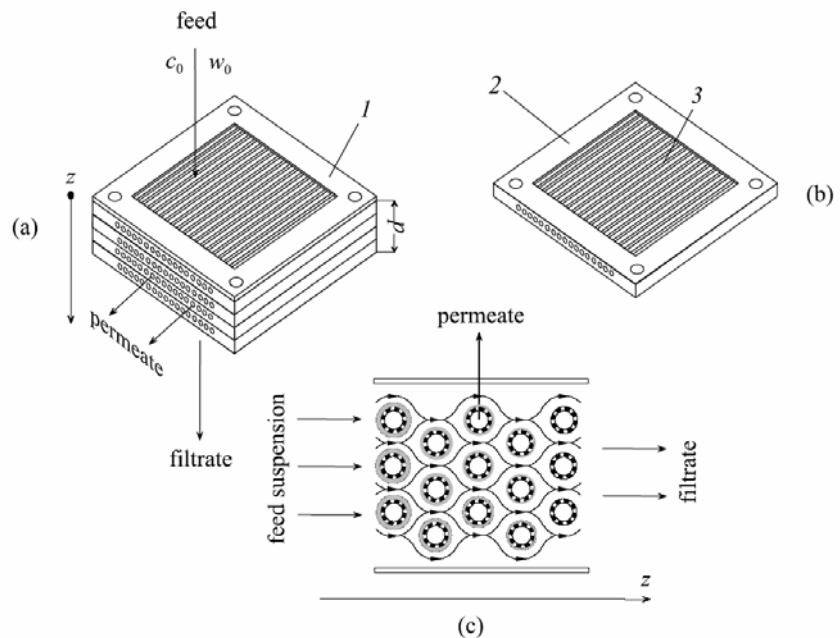 feed
c₀ w₀
1
z
d
(a)
permeate
filtrate
2
3
(b)
permeate
feed suspension
filtrate
z
(c)